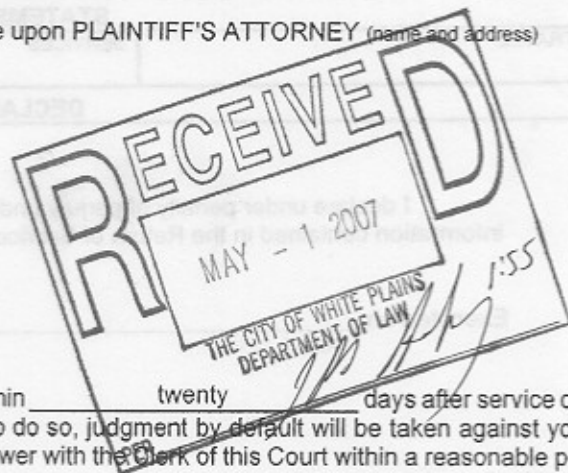 e upon PLAINTIFF'S ATTORNEY (name and address)
RECEIVED
MAY - 1 2007
1:55
THE CITY OF WHITE PLAINS
DEPARTMENT OF LAW
hin twenty days after service o
o do so, judgment by default will be taken against yo
wer with the Clerk of this Court within a reasonable p